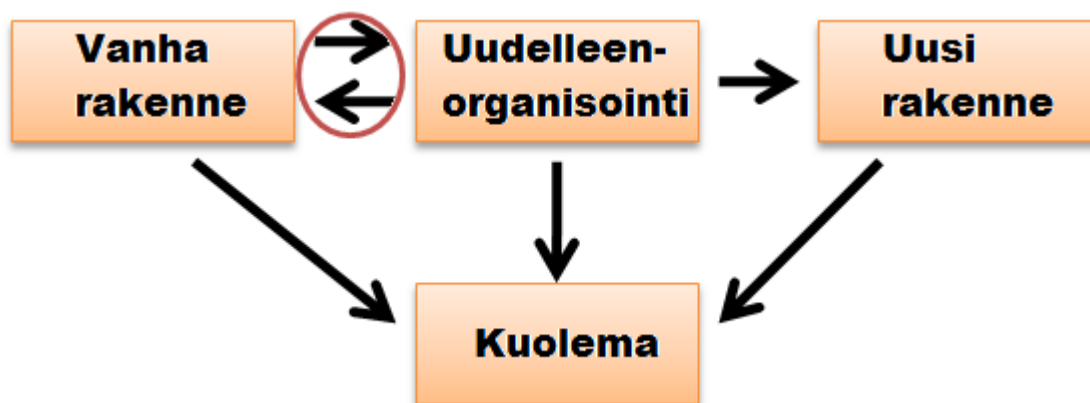 Vanha
rakenne
Uudelleen-
organisointi
Uusi
rakenne
Kuolema